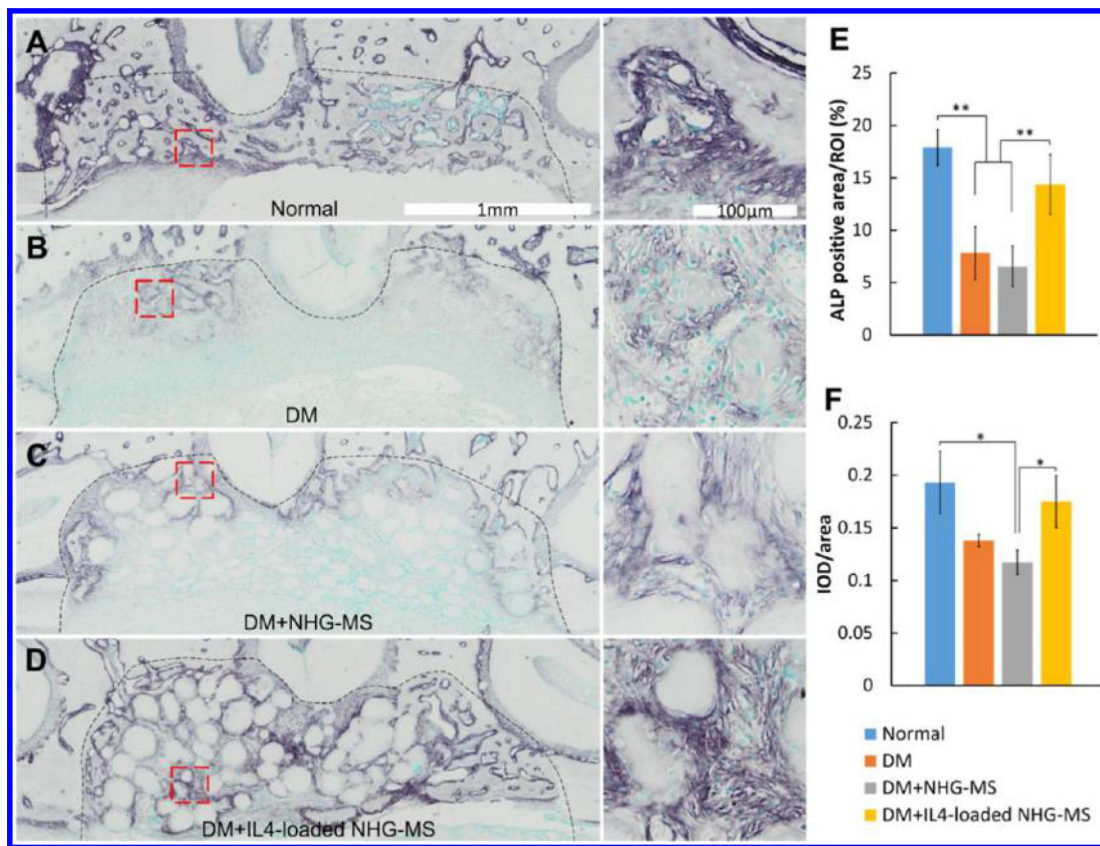 A
Normal
1mm
100μm
B
DM
C
DM+NHG-MS
D
DM+IL4-loaded NHG-MS
E
ALP positive area/ROI (%)
25
20
15
10
5
0
**
**
F
IOD/area
0.25
0.2
0.15
0.1
0.05
0
*
*
Normal
DM
DM+NHG-MS
DM+IL4-loaded NHG-MS